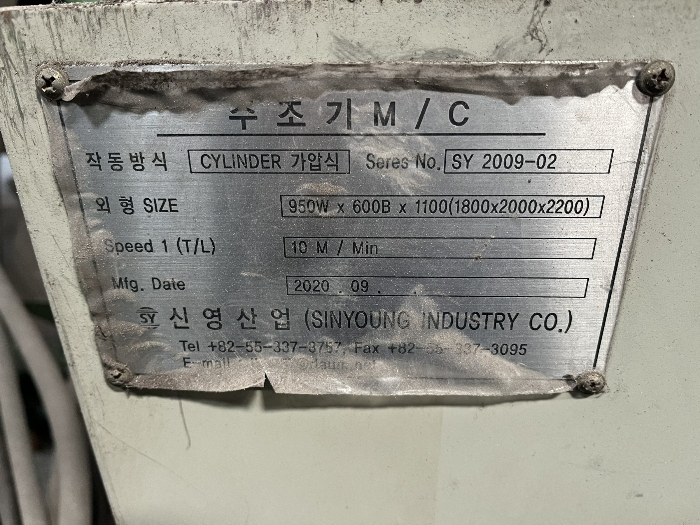 수조기 M / C
작동방식 CYLINDER 가압식 Seres No. SY 2009-02
외 형 SIZE 950W x 600B x 1100(1800x2000x2200)
Speed 1 (T/L) 10 M / Min
Mfg. Date 2020 . 09 .
SY 신영산업 (SINYOUNG INDUSTRY CO.)
Tel +82-55-337-3767, Fax +82-55-337-3095
E-mail